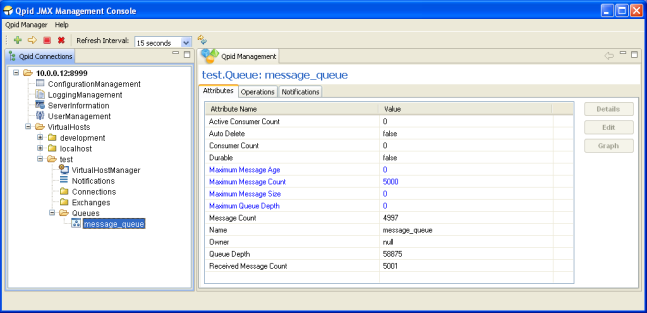 Qpid JMX Management Console
Qpid Manager Help
Refresh Interval: 15 seconds
Qpid Connections
10.0.0.12:8999
ConfigurationManagement
LoggingManagement
ServerInformation
UserManagement
VirtualHosts
development
localhost
test
VirtualHostManager
Notifications
Connections
Exchanges
Queues
message_queue
Qpid Management
test.Queue: message_queue
Attributes Operations Notifications
Attribute Name Value
Active Consumer Count 0
Auto Delete false
Consumer Count 0
Durable false
Maximum Message Age 0
Maximum Message Count 5000
Maximum Message Size 0
Maximum Queue Depth 0
Message Count 4997
Name message_queue
Owner null
Queue Depth 58875
Received Message Count 5001
Details
Edit
Graph